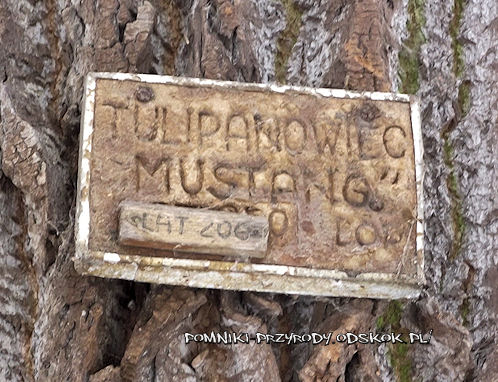 TULIPANOWIEC
"MUSTANG"
LAT 206
POMNIKI-PRZYRODY.ODSKOK.PL